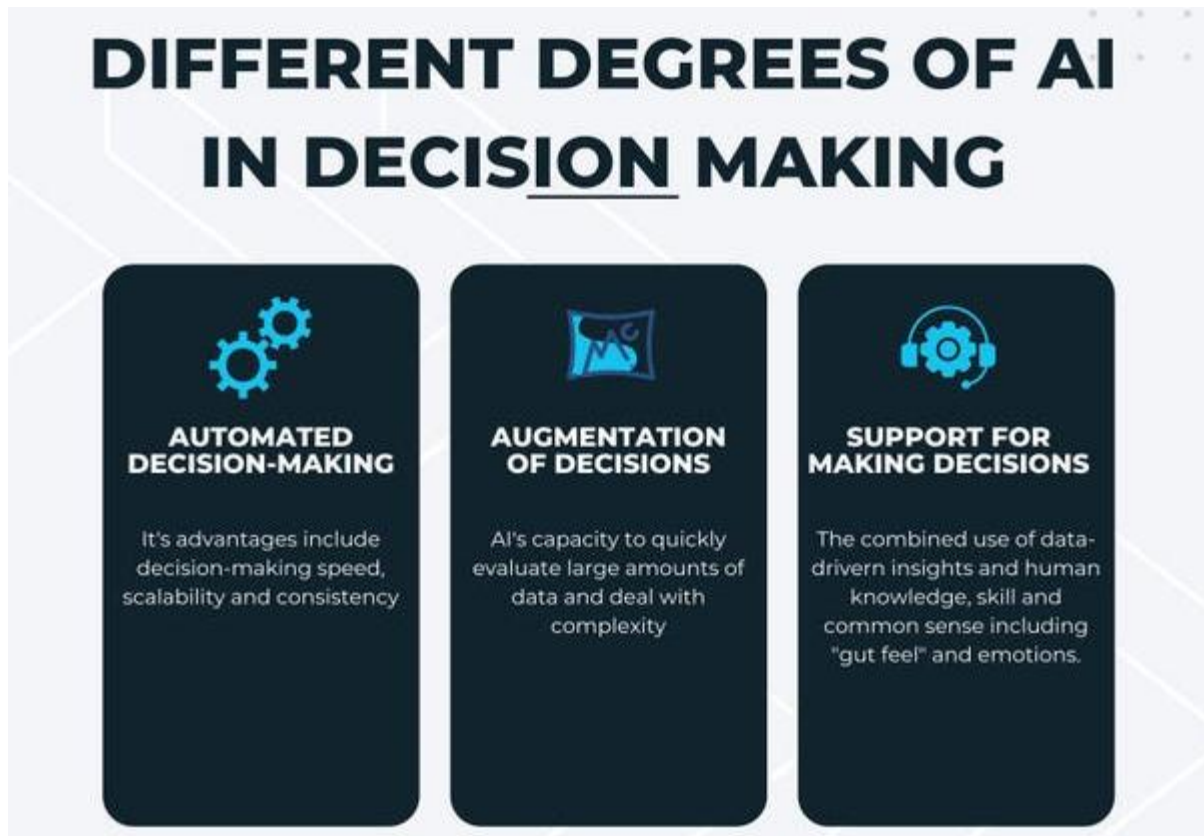 DIFFERENT DEGREES OF AI
IN DECISION MAKING
AUTOMATED
DECISION-MAKING
It's advantages include
decision-making speed,
scalability and consistency
AUGMENTATION
OF DECISIONS
AI's capacity to quickly
evaluate large amounts of
data and deal with
complexity
SUPPORT FOR
MAKING DECISIONS
The combined use of data-
drivern insights and human
knowledge, skill and
common sense including
"gut feel" and emotions.